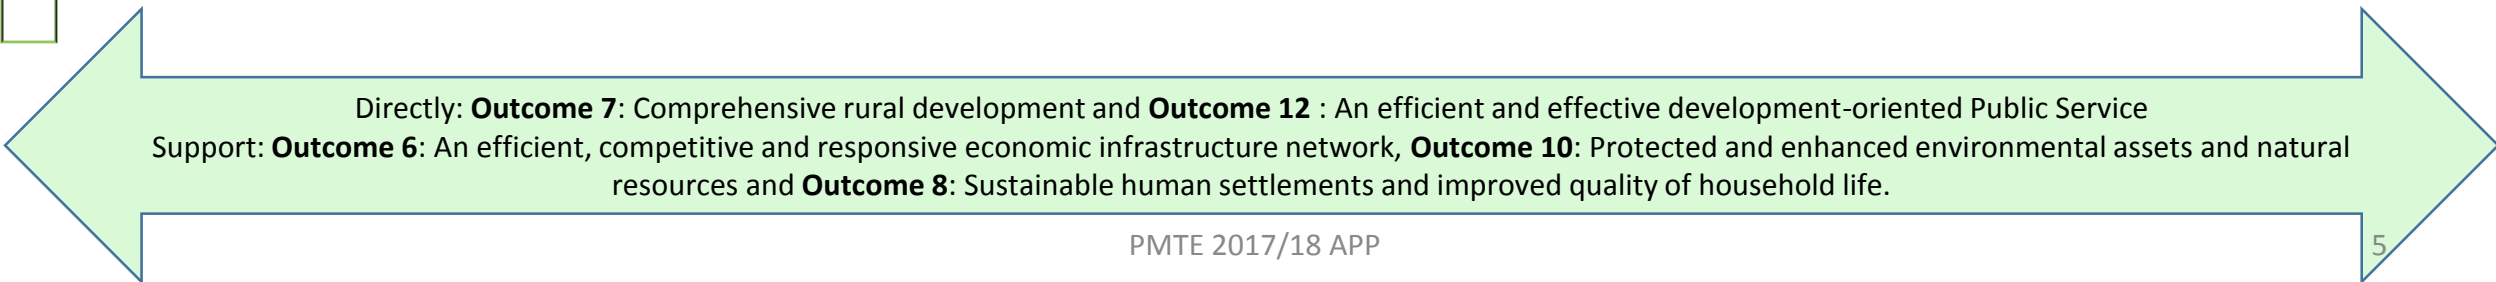 Directly: Outcome 7: Comprehensive rural development and Outcome 12 : An efficient and effective development-oriented Public Service
Support: Outcome 6: An efficient, competitive and responsive economic infrastructure network, Outcome 10: Protected and enhanced environmental assets and natural
resources and Outcome 8: Sustainable human settlements and improved quality of household life.
PMTE 2017/18 APP
5